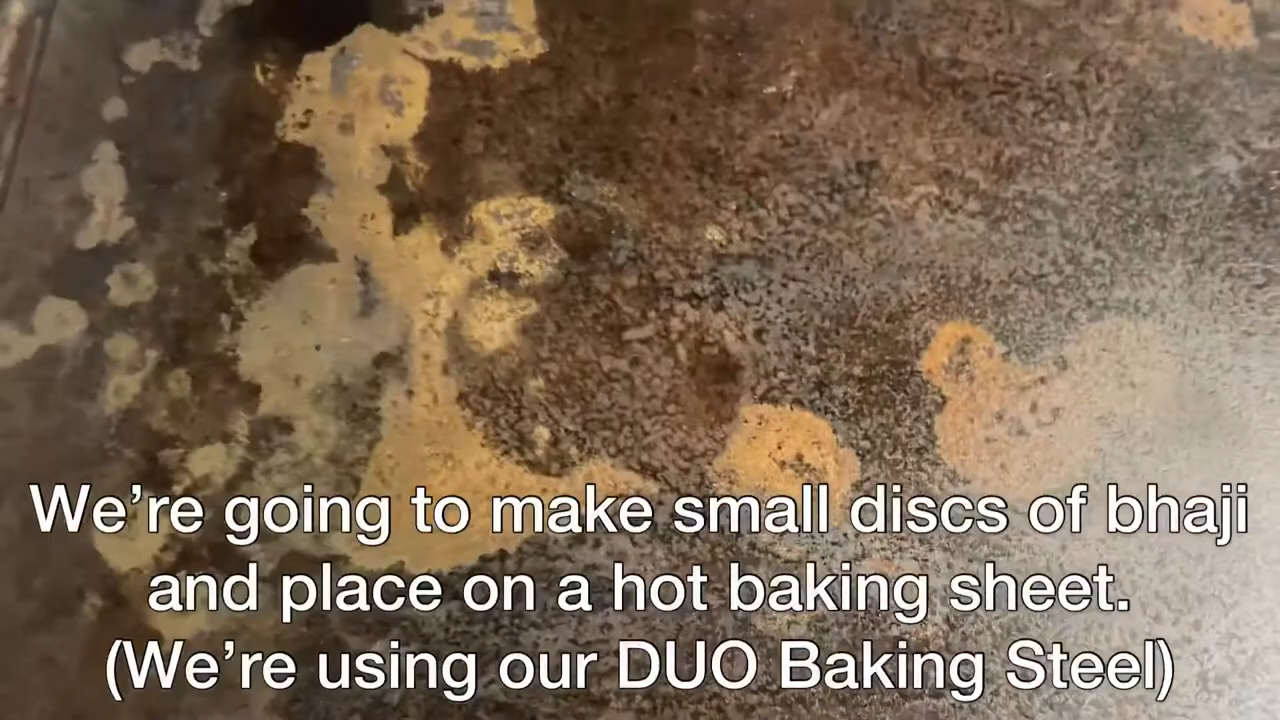 We’re going to make small discs of bhaji
and place on a hot baking sheet.
(We’re using our DUO Baking Steel)